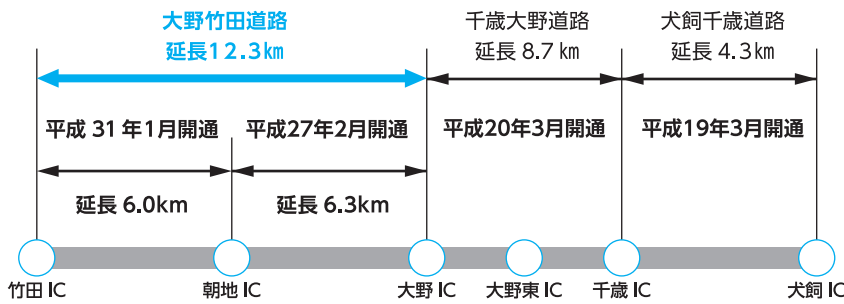 大野竹田道路
延長12.3km
千歳大野道路
延長 8.7 km
犬飼千歳道路
延長 4.3km
平成 31 年1月開通
平成27年2月開通
平成20年3月開通
平成19年3月開通
延長 6.0km
延長 6.3km
竹田 IC
朝地 IC
大野 IC
大野東 IC
千歳 IC
犬飼 IC